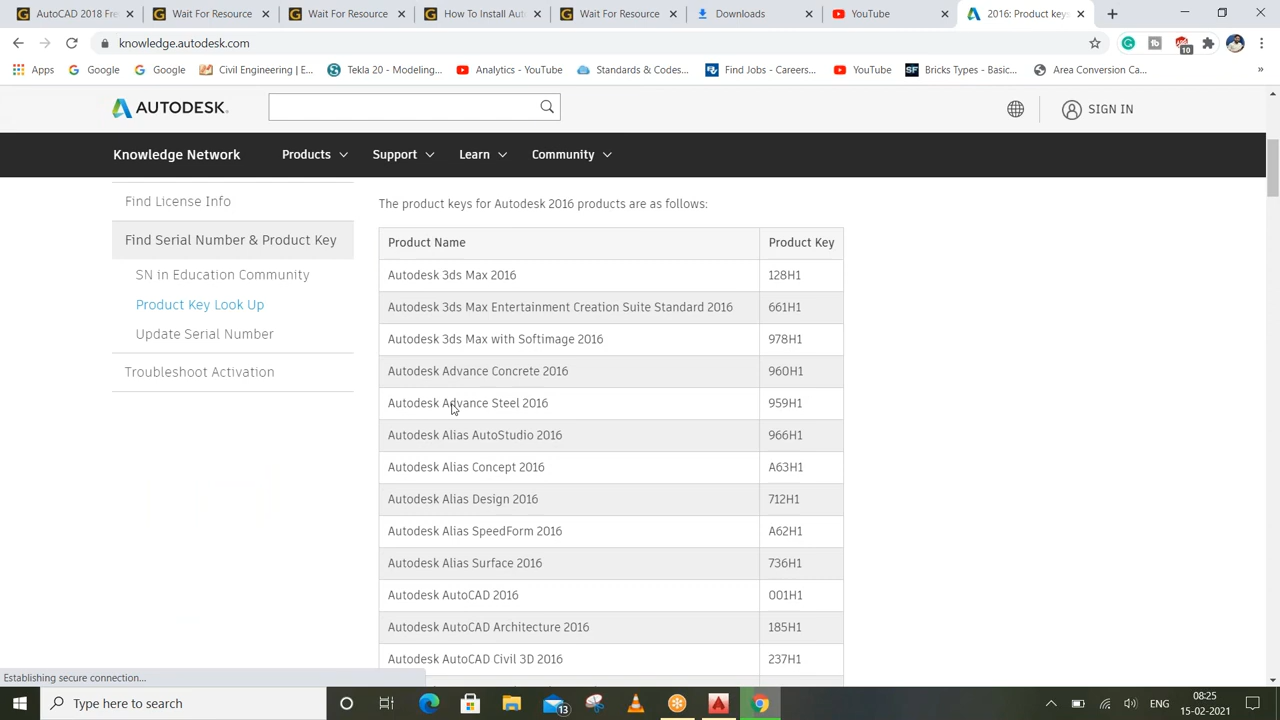 AutoCAD 2018 Fre
Wait For Resource
Wait For Resource
How To Install Aut
Wait For Resource
Downloads
YouTube
2016: Product keys
knowledge.autodesk.com
10
Apps
Google
Google
Civil Engineering | E...
Tekla 20 - Modeling...
Analytics - YouTube
Standards & Codes...
Find Jobs - Careers...
YouTube
SF
Bricks Types - Basic...
Area Conversion Ca...
»
AUTODESK.
SIGN IN
Knowledge Network
Products
Support
Learn
Community
Find License Info
Find Serial Number & Product Key
SN in Education Community
Product Key Look Up
Update Serial Number
Troubleshoot Activation
The product keys for Autodesk 2016 products are as follows:
Product Name Product Key
Autodesk 3ds Max 2016 128H1
Autodesk 3ds Max Entertainment Creation Suite Standard 2016 661H1
Autodesk 3ds Max with Softimage 2016 978H1
Autodesk Advance Concrete 2016 960H1
Autodesk Advance Steel 2016 959H1
Autodesk Alias AutoStudio 2016 966H1
Autodesk Alias Concept 2016 A63H1
Autodesk Alias Design 2016 712H1
Autodesk Alias SpeedForm 2016 A62H1
Autodesk Alias Surface 2016 736H1
Autodesk AutoCAD 2016 001H1
Autodesk AutoCAD Architecture 2016 185H1
Autodesk AutoCAD Civil 3D 2016 237H1
Establishing secure connection...
Type here to search
13
ENG
08:25
15-02-2021